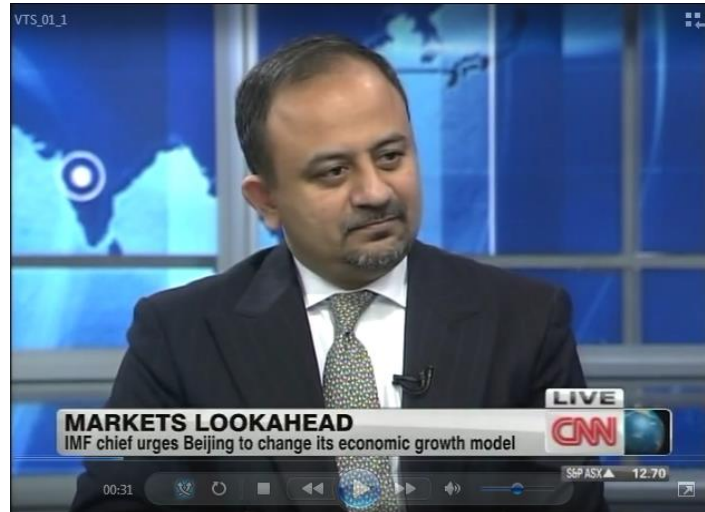 VTS_01_1
LIVE
MARKETS LOOKAHEAD
IMF chief urges Beijing to change its economic growth model
CNN
S&P ASX▲ 12.70
00:31